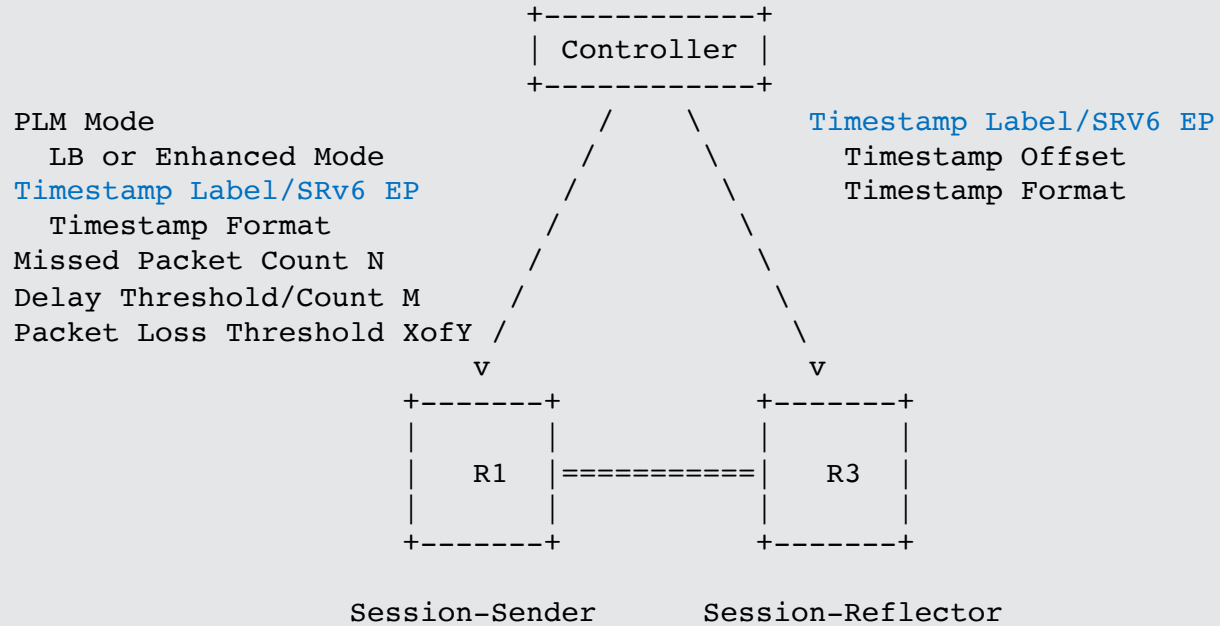 Controller
PLM Mode
LB or Enhanced Mode
Timestamp Label/SRv6 EP
Timestamp Format
Missed Packet Count N
Delay Threshold/Count M
Packet Loss Threshold XofY
Timestamp Label/SRV6 EP
Timestamp Offset
Timestamp Format
v v
R1 R3
Session-Sender Session-Reflector